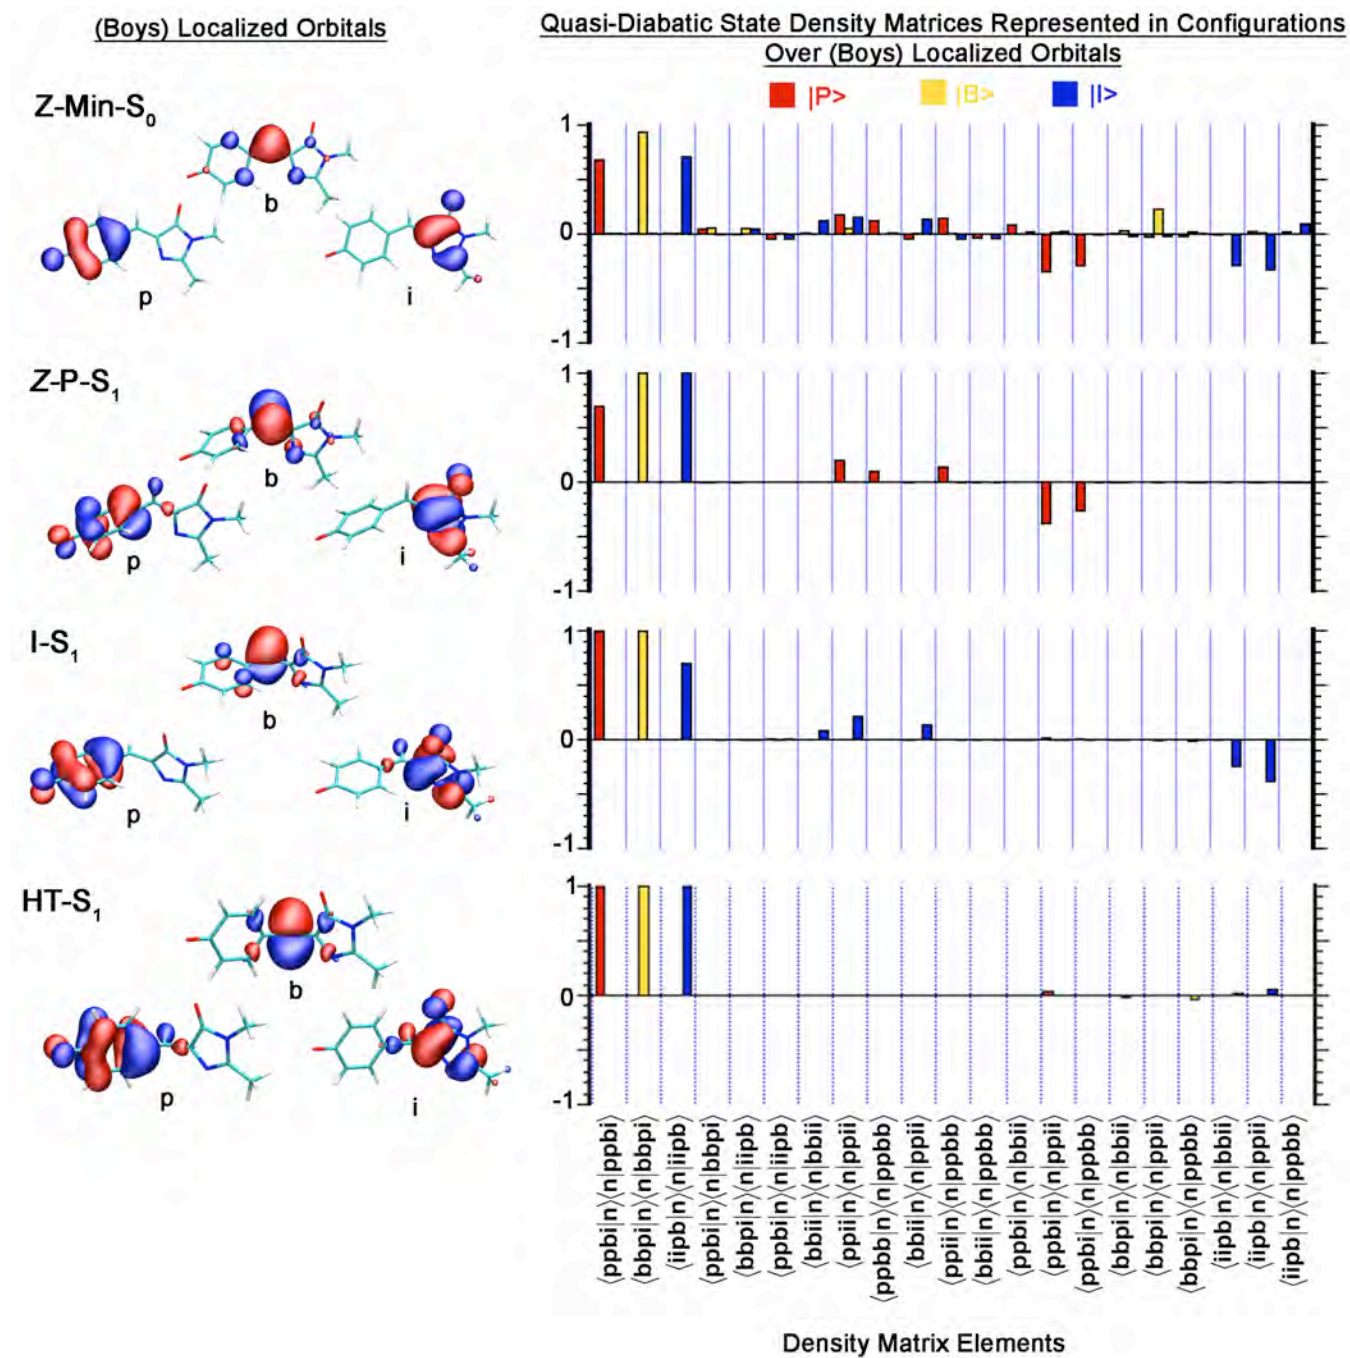 (Boys) Localized Orbitals
Quasi-Diabatic State Density Matrices Represented in Configurations
Over (Boys) Localized Orbitals
|P>
|B>
|I>
Z-Min-S0
b
p
i
1
0
-1
Z-P-S1
b
p
i
1
0
-1
I-S1
b
p
i
1
0
-1
HT-S1
b
p
i
1
0
-1
⟨ppbi|n⟩⟨n|ppbi⟩
⟨bbpi|n⟩⟨n|bbpi⟩
⟨iipb|n⟩⟨n|iipb⟩
⟨ppbi|n⟩⟨n|bbpi⟩
⟨bbpi|n⟩⟨n|iipb⟩
⟨ppbi|n⟩⟨n|iipb⟩
⟨bbii|n⟩⟨n|bbii⟩
⟨ppii|n⟩⟨n|ppii⟩
⟨ppbb|n⟩⟨n|ppbb⟩
⟨bbii|n⟩⟨n|ppii⟩
⟨ppii|n⟩⟨n|ppbb⟩
⟨bbii|n⟩⟨n|ppbb⟩
⟨ppbi|n⟩⟨n|bbii⟩
⟨ppbi|n⟩⟨n|ppii⟩
⟨ppbi|n⟩⟨n|ppbb⟩
⟨bbpi|n⟩⟨n|bbii⟩
⟨bbpi|n⟩⟨n|ppii⟩
⟨bbpi|n⟩⟨n|ppbb⟩
⟨iipb|n⟩⟨n|bbii⟩
⟨iipb|n⟩⟨n|ppii⟩
⟨iipb|n⟩⟨n|ppbb⟩
Density Matrix Elements